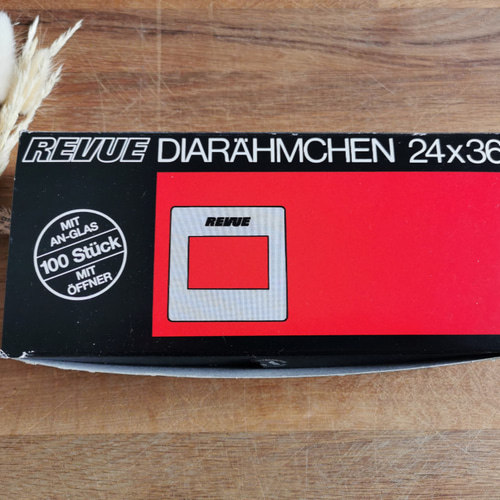 REVUE DIARÄHMCHEN 24x36
MIT
AN-GLAS
100 Stück
MIT
ÖFFNER
REVUE